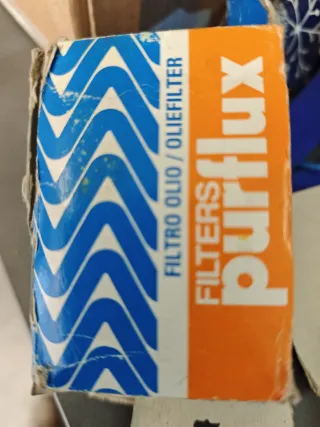 FILTRO OLIO / OLIEFILTER
FILTERS
purflux